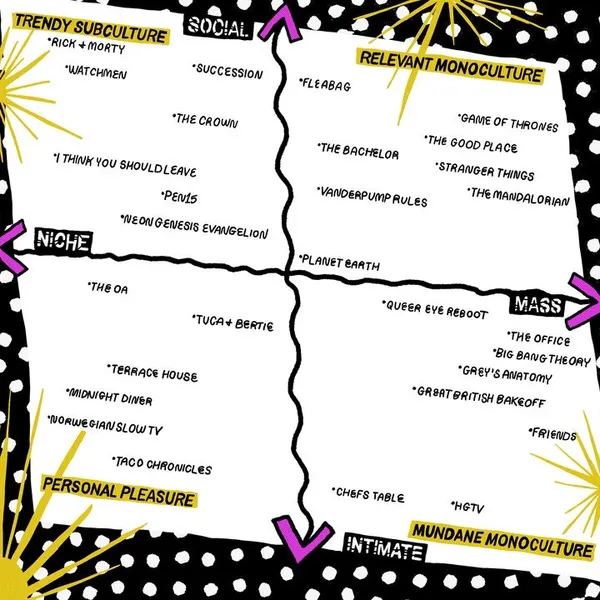 TRENDY SUBCULTURE
SOCIAL
*RICK & MORTY
*WATCHMEN
*SUCCESSION
*THE CROWN
*I THINK YOU SHOULD LEAVE
*PEN15
*NEON GENESIS EVANGELION
RELEVANT MONOCULTURE
*FLEABAG
*GAME OF THRONES
*THE GOOD PLACE
*THE BACHELOR
*STRANGER THINGS
*VANDERPUMP RULES
*THE MANDALORIAN
*PLANET EARTH
NICHE
MASS
*THE OA
*TUCA & BERTIE
*TERRACE HOUSE
*MIDNIGHT DINER
*NORWEGIAN SLOW TV
*TACO CHRONICLES
PERSONAL PLEASURE
*QUEER EYE REBOOT
*THE OFFICE
*BIG BANG THEORY
*GREY'S ANATOMY
*GREAT BRITISH BAKEOFF
*FRIENDS
*CHEFS TABLE
*HGTV
MUNDANE MONOCULTURE
INTIMATE